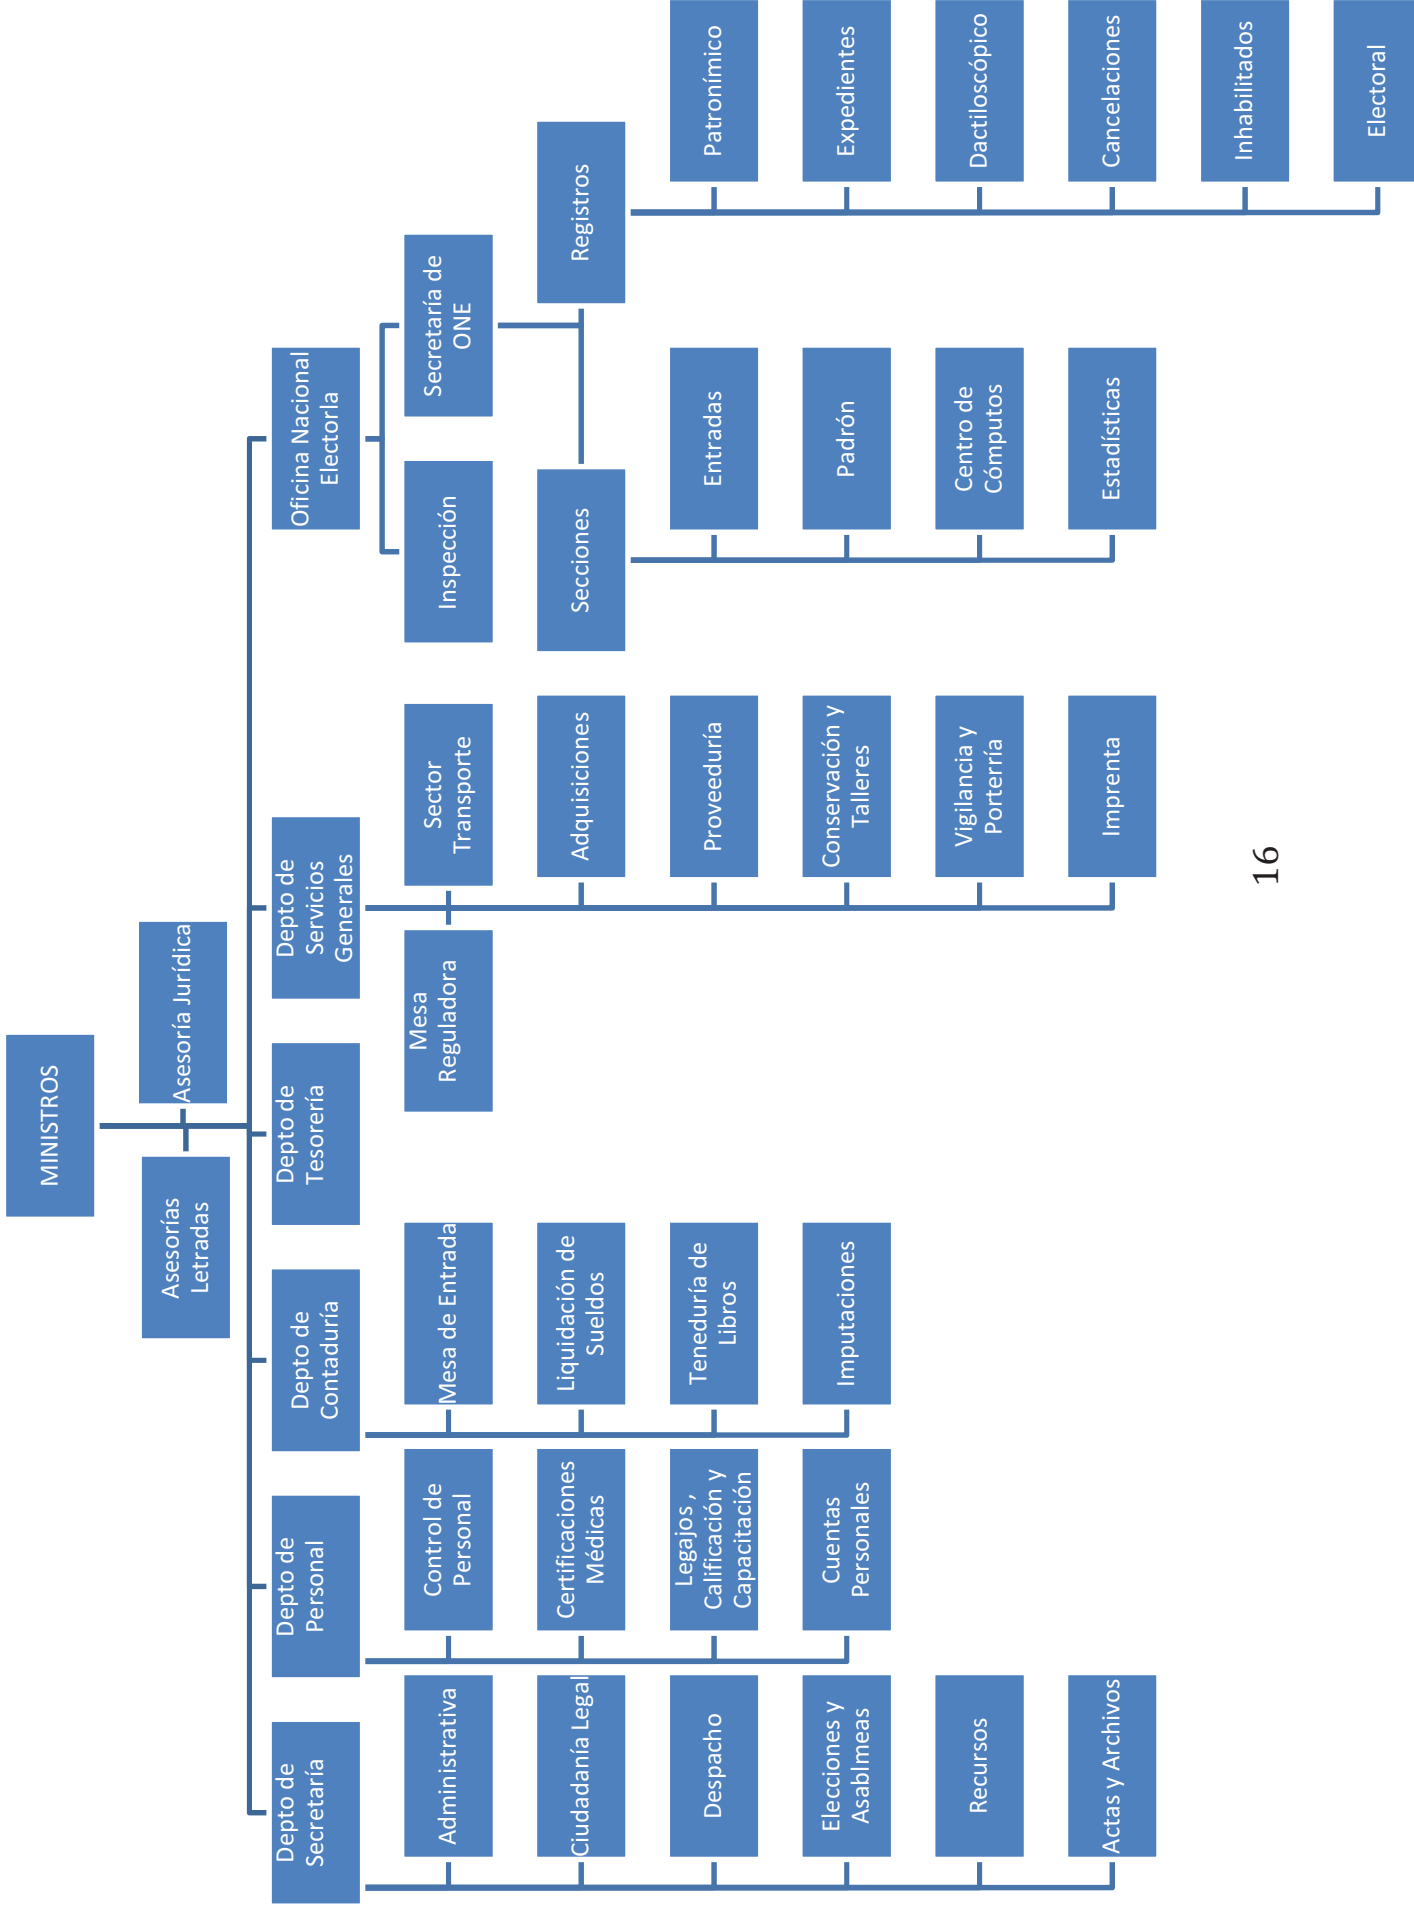 MINISTROS
Asesorías
Letradas
Asesoría Jurídica
Depto de
Secretaría
Administrativa
Ciudadanía Legal
Despacho
Elecciones y
Asablmeas
Recursos
Actas y Archivos
Depto de
Personal
Control de
Personal
Certificaciones
Médicas
Legajos ,
Calificación y
Capacitación
Cuentas
Personales
Depto de
Contaduría
Mesa de Entrada
Liquidación de
Sueldos
Teneduría de
Libros
Imputaciones
Depto de
Tesorería
Depto de
Servicios
Generales
Mesa
Reguladora
Sector
Transporte
Adquisiciones
Proveeduría
Conservación y
Talleres
Vigilancia y
Porterría
Imprenta
Oficina Nacional
Electorla
Inspección
Secretaría de
ONE
Secciones
Entradas
Padrón
Centro de
Cómputos
Estadísticas
Registros
Patronímico
Expedientes
Dactiloscópico
Cancelaciones
Inhabilitados
Electoral
16